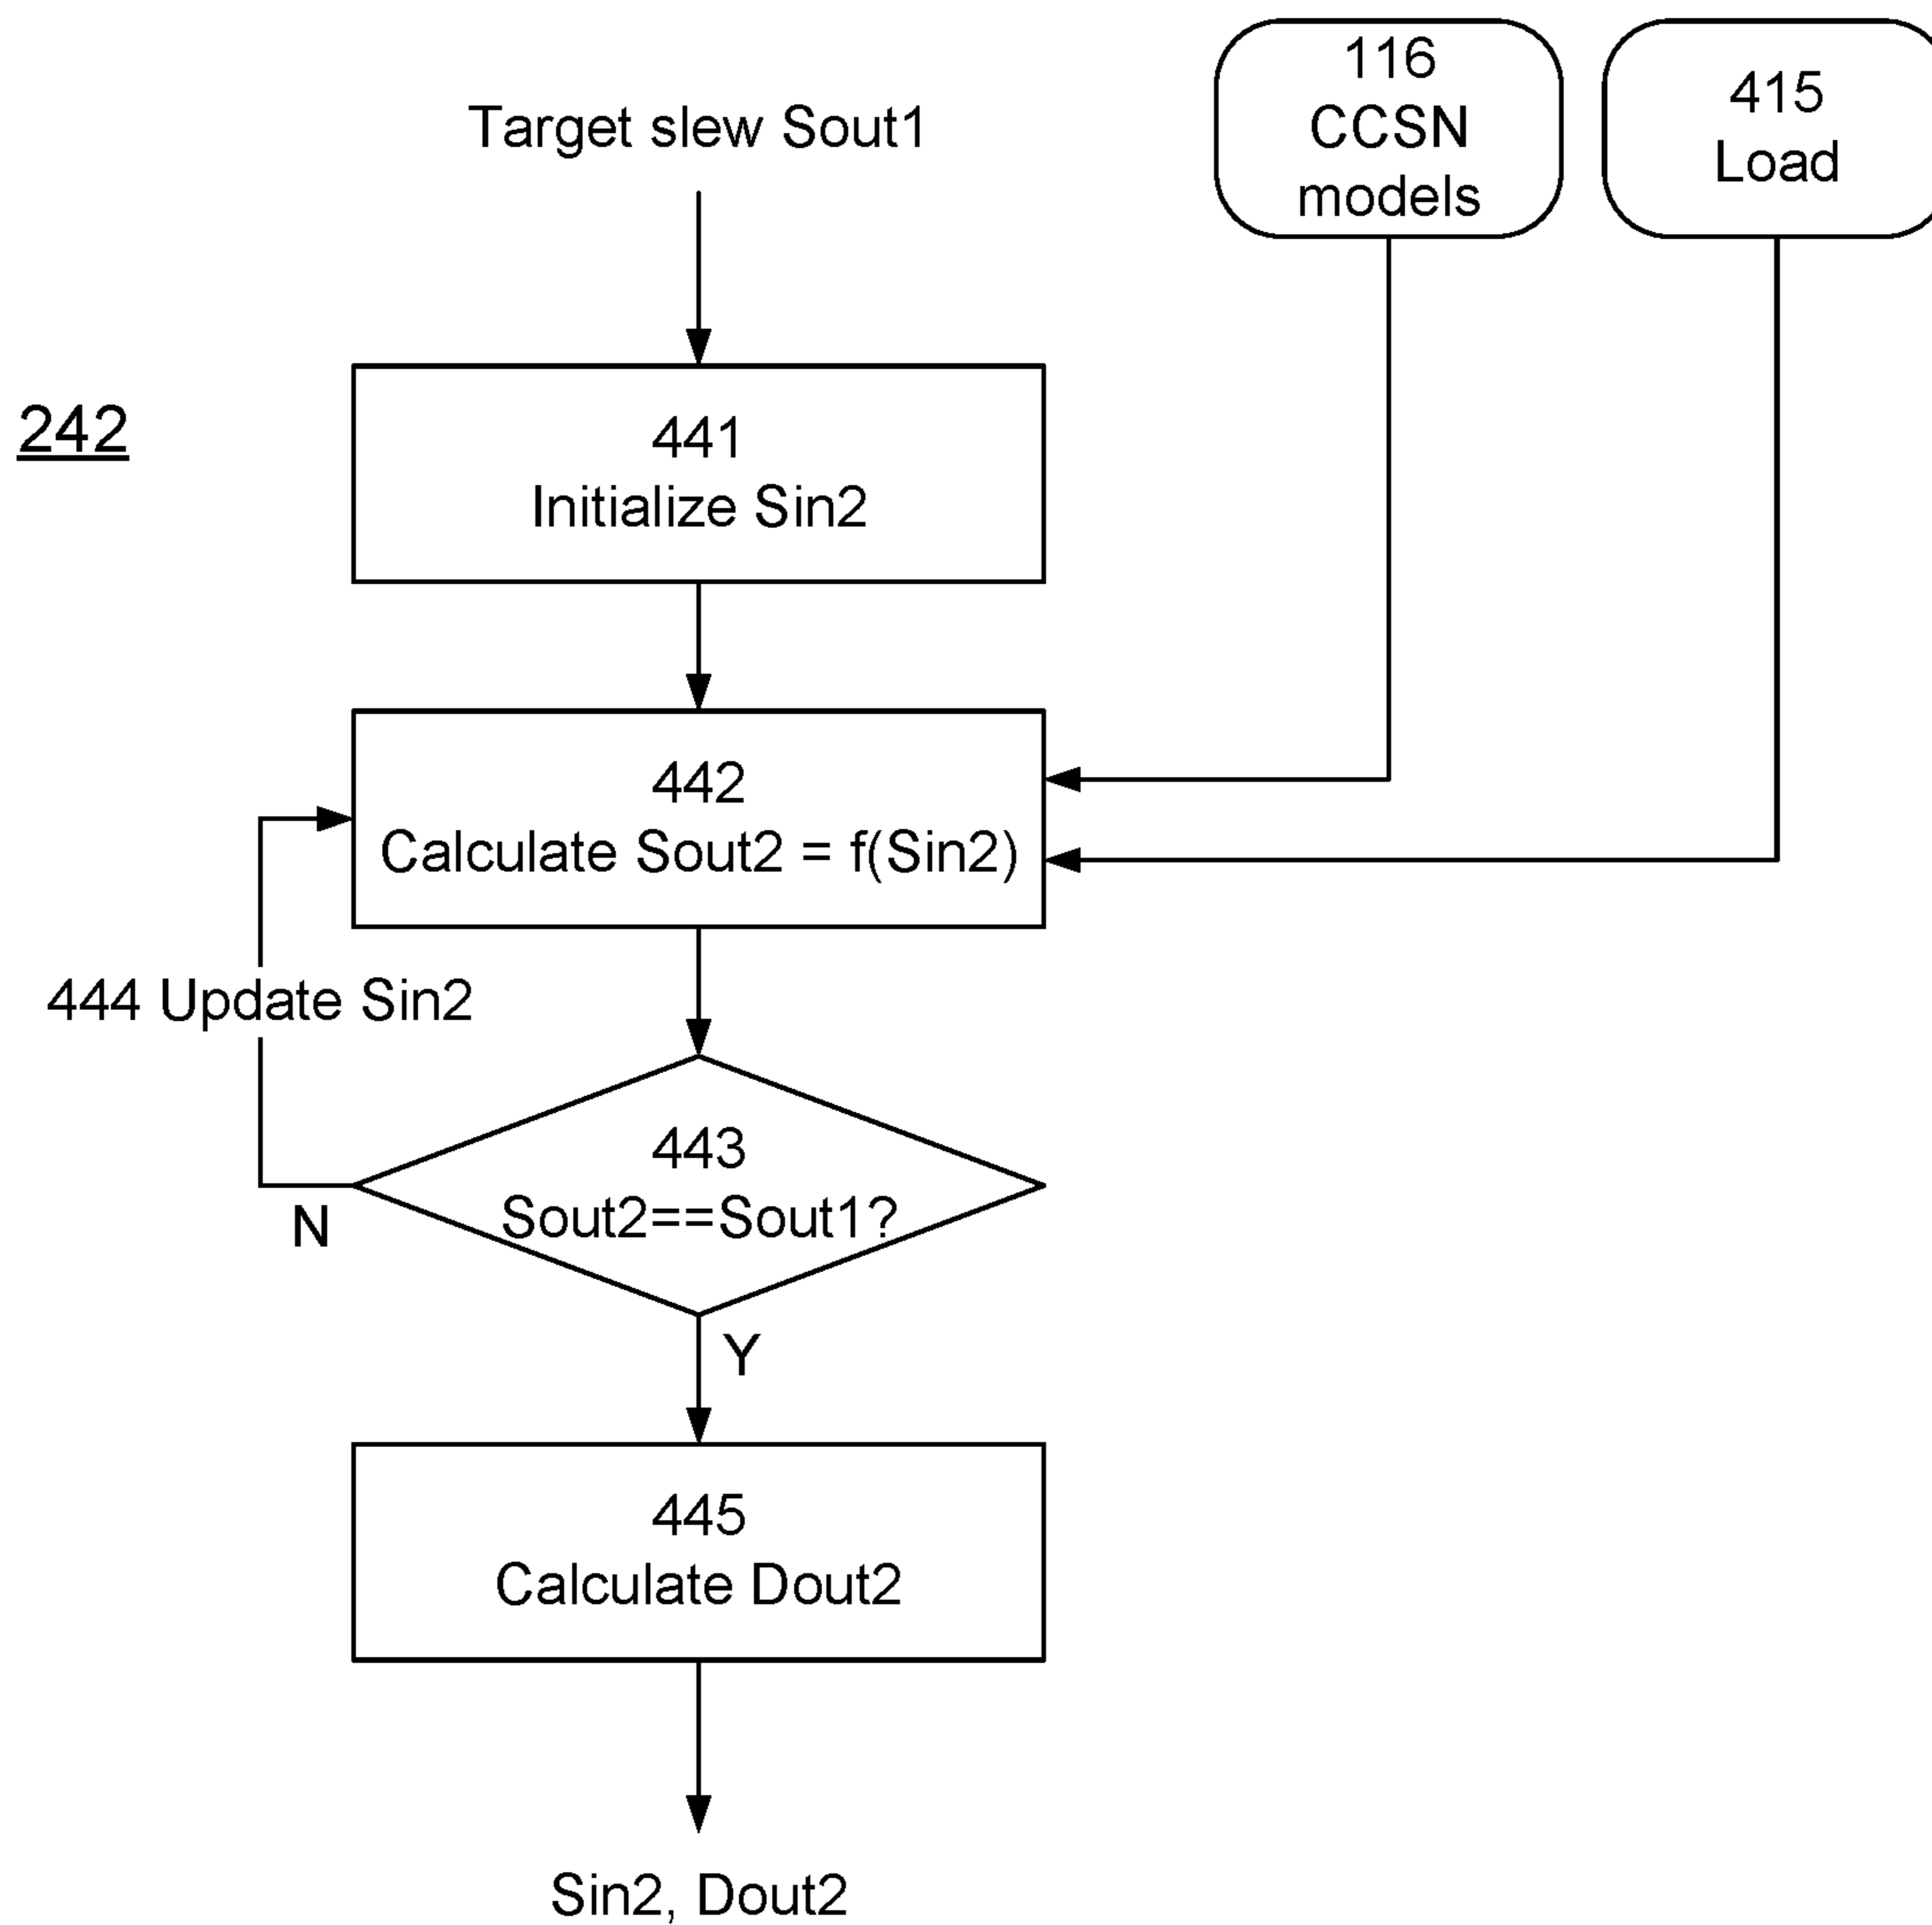 Target slew Sout1
116
CCSN
models
415
Load
242
441
Initialize Sin2
442
Calculate Sout2 = f(Sin2)
444 Update Sin2
443
Sout2==Sout1?
N
Y
445
Calculate Dout2
Sin2, Dout2